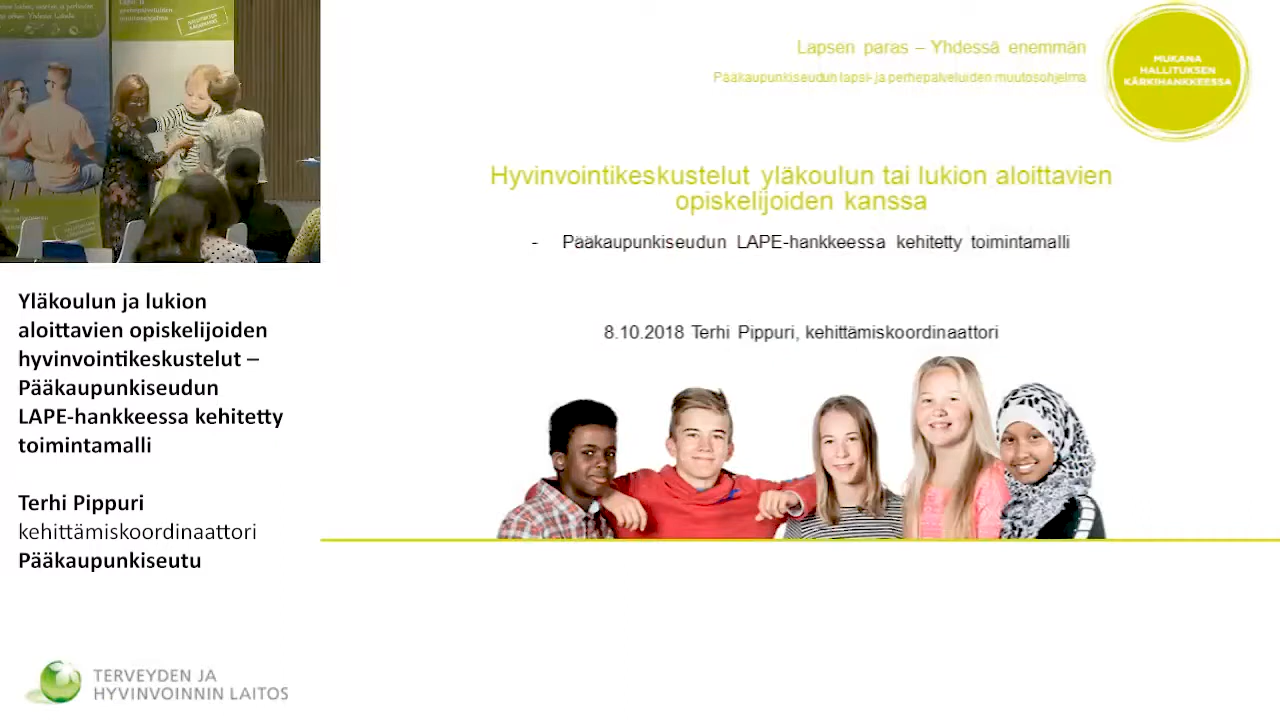 HALLITUKSEN
KÄRKIHANKE
Lapsen paras – Yhdessä enemmän
Pääkaupunkiseudun lapsi- ja perhepalveluiden muutosohjelma
MUKANA
HALLITUKSEN
KÄRKIHANKKEESSA
Hyvinvointikeskustelut yläkoulun tai lukion aloittavien
opiskelijoiden kanssa
- Pääkaupunkiseudun LAPE-hankkeessa kehitetty toimintamalli
8.10.2018 Terhi Pippuri, kehittämiskoordinaattori
Yläkoulun ja lukion
aloittavien opiskelijoiden
hyvinvointikeskustelut –
Pääkaupunkiseudun
LAPE-hankkeessa kehitetty
toimintamalli
Terhi Pippuri
kehittämiskoordinaattori
Pääkaupunkiseutu
TERVEYDEN JA
HYVINVOINNIN LAITOS